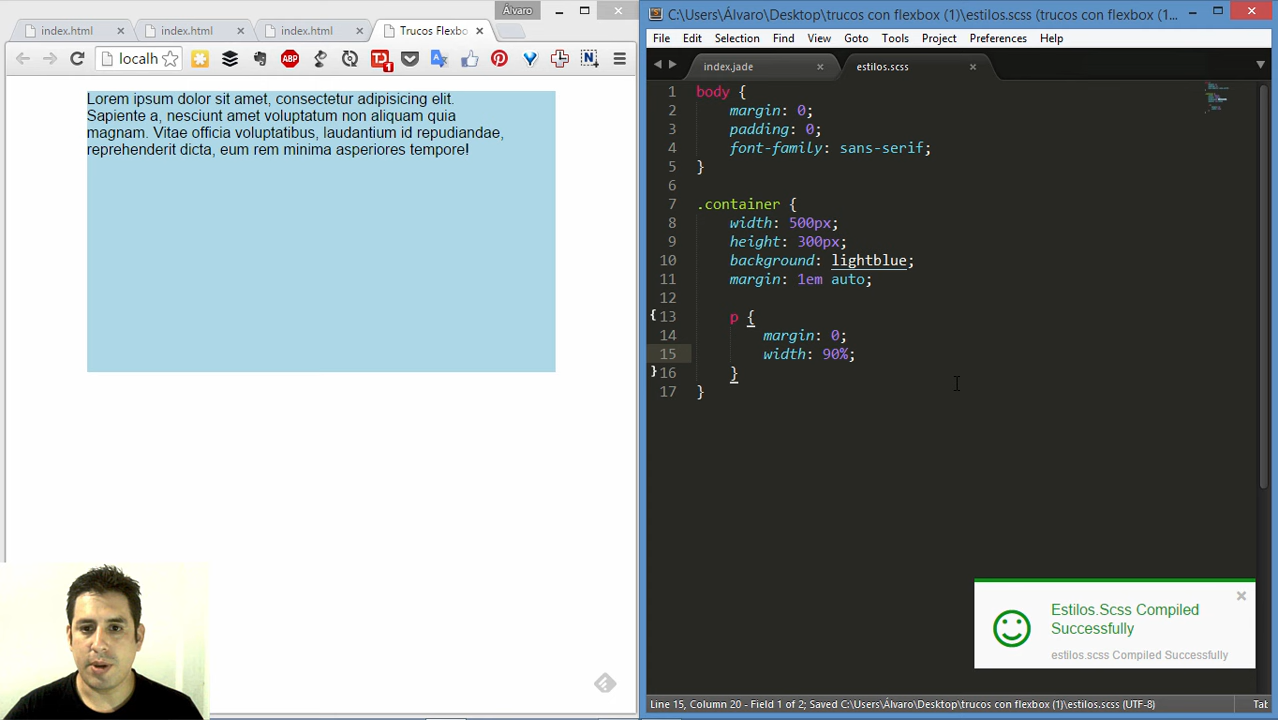 Alvaro
index.html
index.html
index.html
Trucos Flexbo
localh
ABP
TD
1
N
Lorem ipsum dolor sit amet, consectetur adipisicing elit.
Sapiente a, nesciunt amet voluptatum non aliquam quia
magnam. Vitae officia voluptatibus, laudantium id repudiandae,
reprehenderit dicta, eum rem minima asperiores tempore!
C:\Users\Álvaro\Desktop\trucos con flexbox (1)\estilos.scss (trucos con flexbox (1...
File Edit Selection Find View Goto Tools Project Preferences Help
index.jade
estilos.scss
1 body {
2 margin: 0;
3 padding: 0;
4 font-family: sans-serif;
5 }
6
7 .container {
8 width: 500px;
9 height: 300px;
10 background: lightblue;
11 margin: 1em auto;
12
{13 p {
14 margin: 0;
15 width: 90%;
}16 }
17 }
Estilos.Scss Compiled
Successfully
estilos.scss Compiled Successfully
Line 15, Column 20 - Field 1 of 2; Saved C:\Users\Álvaro\Desktop\trucos con flexbox (1)\estilos.scss (UTF-8)
Tat